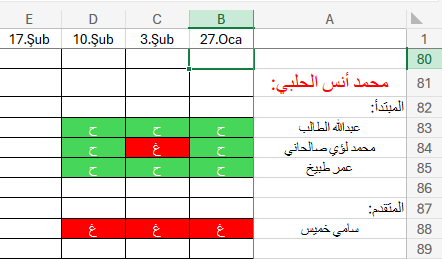 A B C D E
1 27.Oca 3.Şub 10.Şub 17.Şub
80
81 محمد أنس الحلبي:
82 المبتدأ:
83 عبدالله الطالب ح ح ح
84 محمد لؤي صالحاني ح غ ح
85 عمر طبيخ ح ح ح
86
87 المتقدم:
88 سامي خميس غ غ غ
89